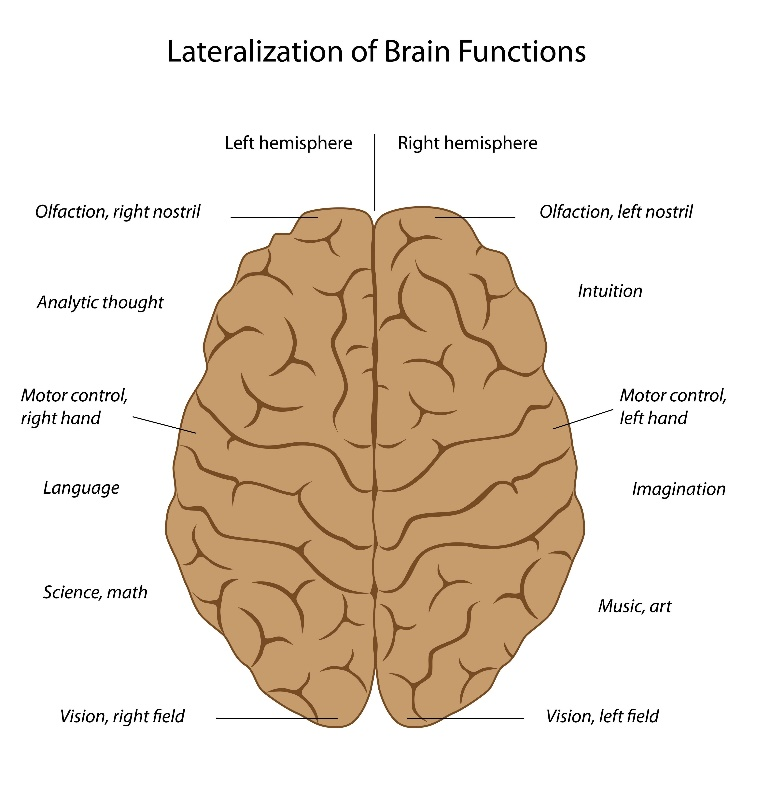 Lateralization of Brain Functions
Left hemisphere
Right hemisphere
Olfaction, right nostril
Olfaction, left nostril
Analytic thought
Intuition
Motor control,
right hand
Motor control,
left hand
Language
Imagination
Science, math
Music, art
Vision, right field
Vision, left field